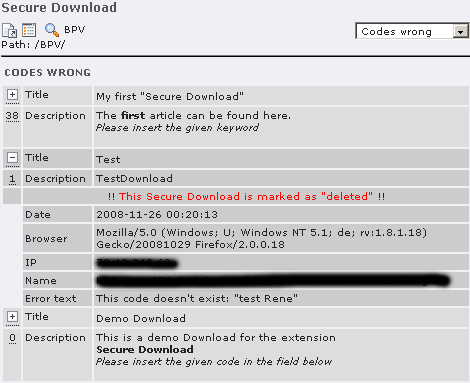 Secure Download
BPV
Codes wrong
Path: /BPV/
CODES WRONG
+ Title My first "Secure Download"
38 Description The first article can be found here.
Please insert the given keyword
− Title Test
1 Description TestDownload
!! This Secure Download is marked as "deleted" !!
Date 2008-11-26 00:20:13
Browser Mozilla/5.0 (Windows; U; Windows NT 5.1; de; rv:1.8.1.18)
Gecko/20081029 Firefox/2.0.0.18
IP
Name
Error text This code doesn't exist: "test Rene"
+ Title Demo Download
0 Description This is a demo Download for the extension
Secure Download
Please insert the given code in the field below